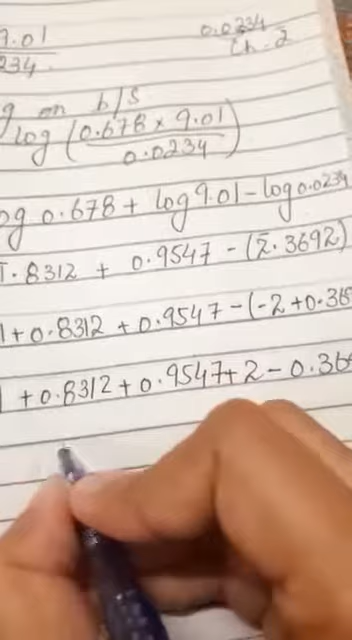 9.01 0.0234
234. Ch. 2̄
g on b/s
log (0.678 × 9.01 / 0.0234)
og 0.678 + log 9.01 - log 0.0234
1̄.8312 + 0.9547 - (2̄.3692)
1+0.8312 + 0.9547 - (-2 +0.369
1 + 0.8312 + 0.9547 + 2 - 0.36